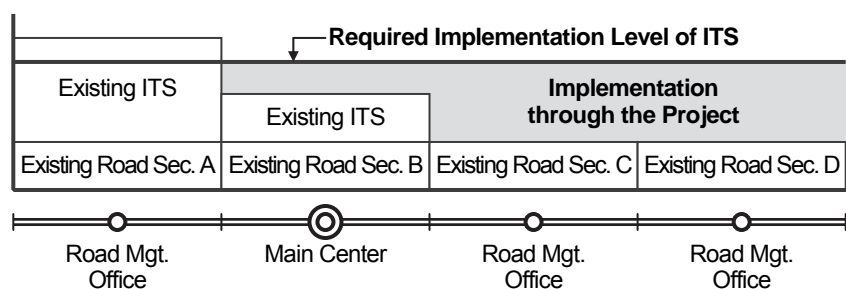 Required Implementation Level of ITS
Existing ITS
Implementation
through the Project
Existing ITS
Existing Road Sec. A
Existing Road Sec. B
Existing Road Sec. C
Existing Road Sec. D
Road Mgt.
Office
Main Center
Road Mgt.
Office
Road Mgt.
Office